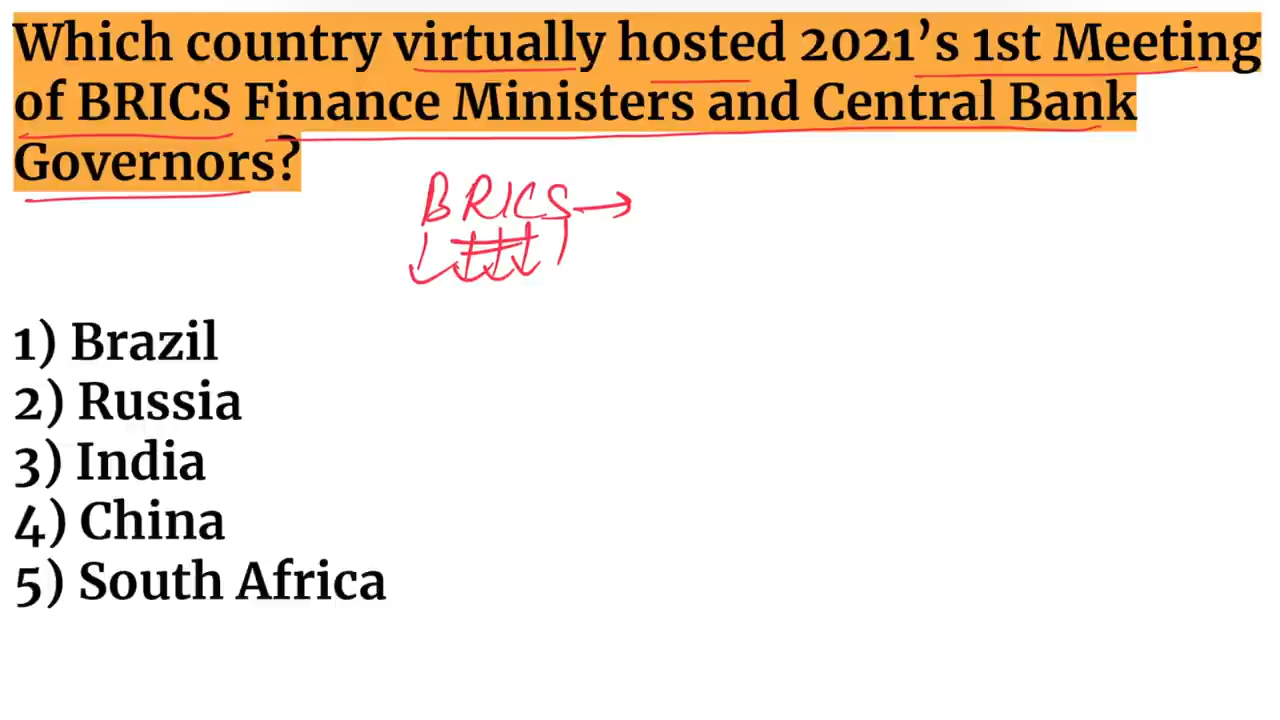 Which country virtually hosted 2021’s 1st Meeting
of BRICS Finance Ministers and Central Bank
Governors?
BRICS
1) Brazil
2) Russia
3) India
4) China
5) South Africa